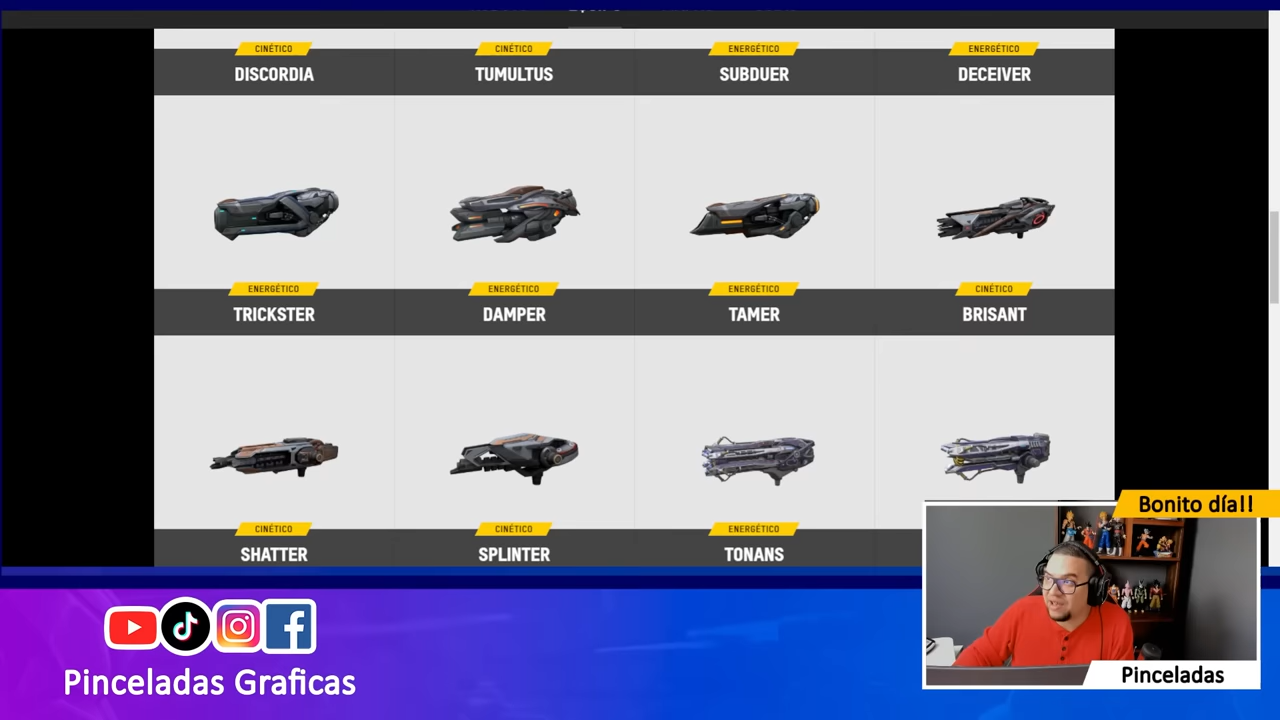 CINÉTICO CINÉTICO ENERGÉTICO ENERGÉTICO
DISCORDIA TUMULTUS SUBDUER DECEIVER
ENERGÉTICO ENERGÉTICO ENERGÉTICO CINÉTICO
TRICKSTER DAMPER TAMER BRISANT
CINÉTICO CINÉTICO ENERGÉTICO
SHATTER SPLINTER TONANS
Bonito día!!
Pinceladas
Pinceladas Graficas